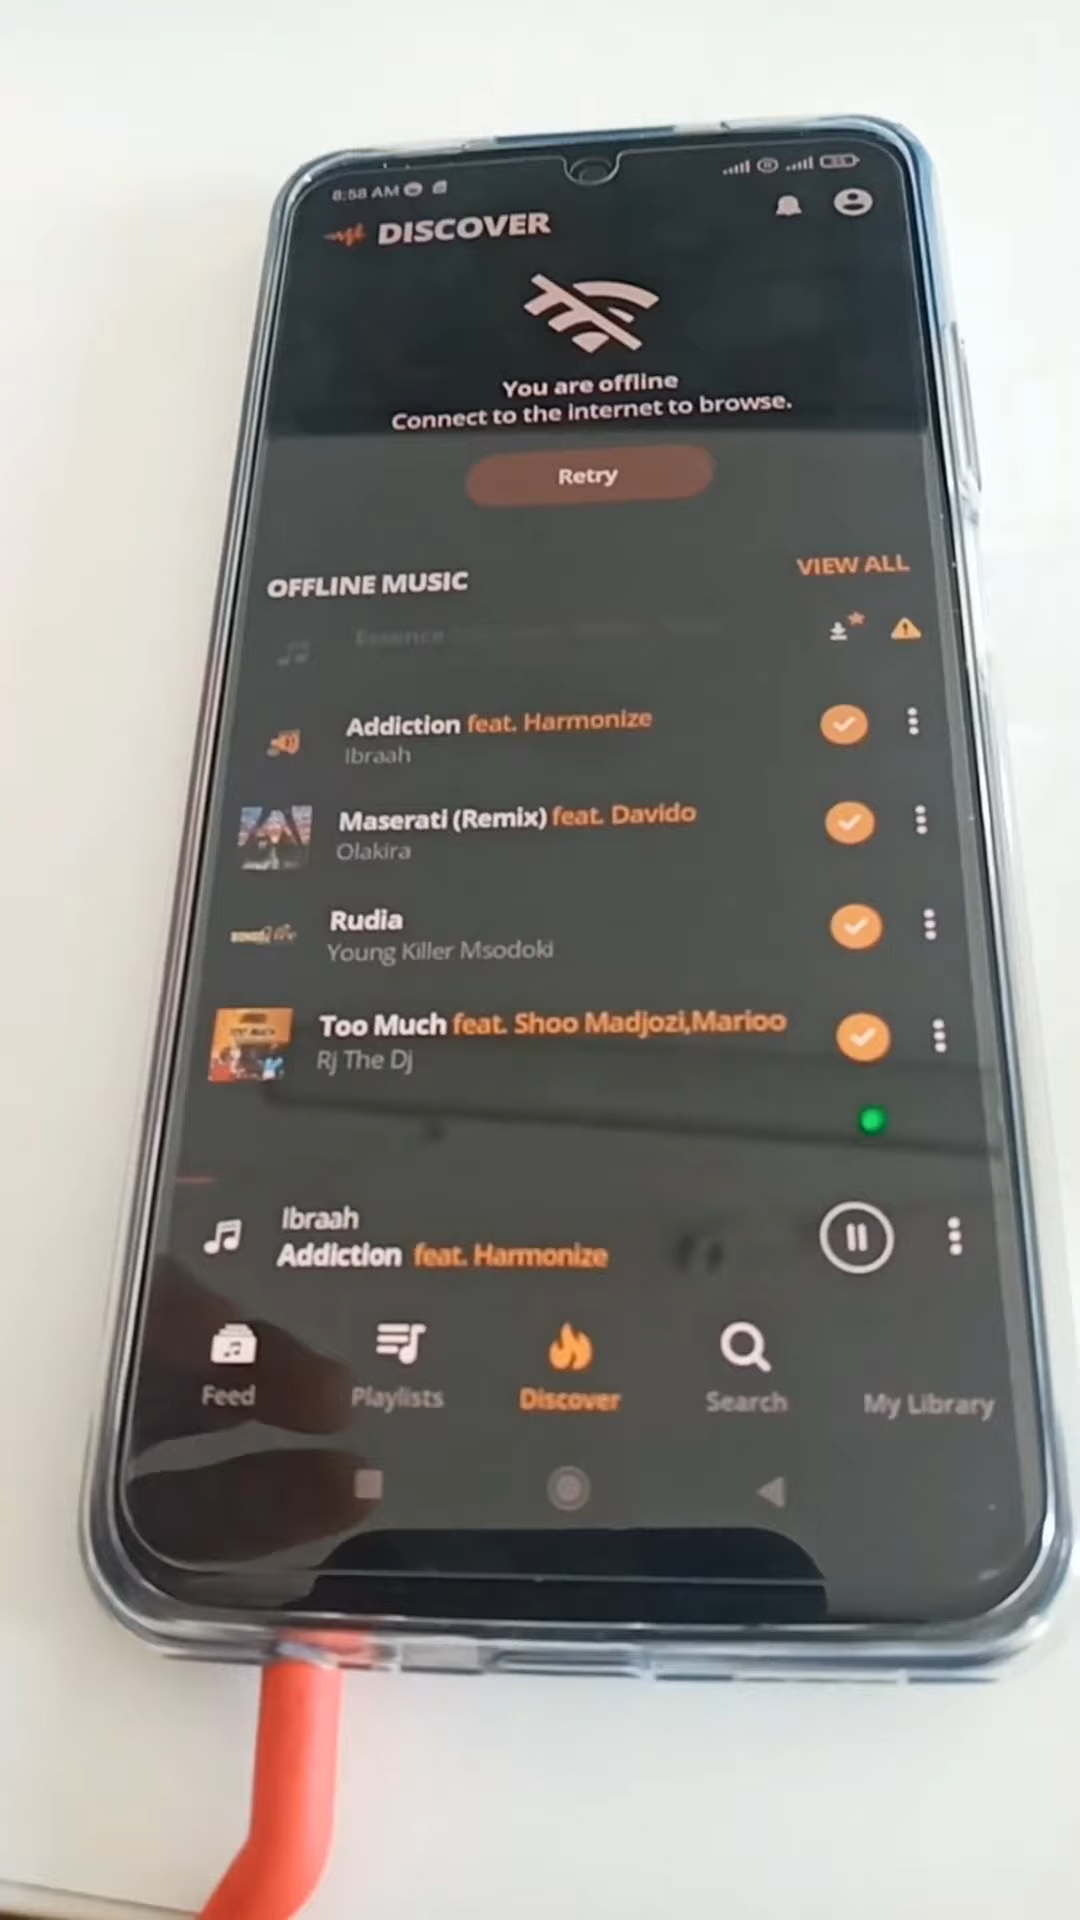 8:58 AM
DISCOVER
You are offline
Connect to the internet to browse.
Retry
OFFLINE MUSIC
VIEW ALL
Essence
Addiction feat. Harmonize
Ibraah
Maserati (Remix) feat. Davido
Olakira
Rudia
Young Killer Msodoki
Too Much feat. Shoo Madjozi,Marioo
Rj The Dj
Ibraah
Addiction feat. Harmonize
Feed
Playlists
Discover
Search
My Library